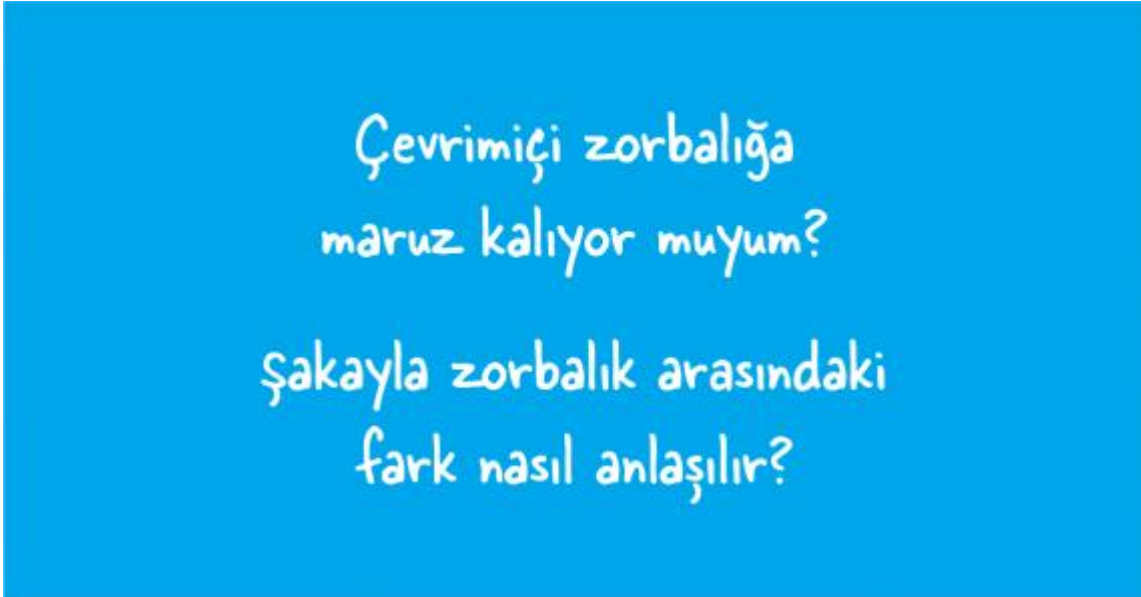 Çevrimiçi zorbalığa
maruz kalıyor muyum?
Şakayla zorbalık arasındaki
fark nasıl anlaşılır?